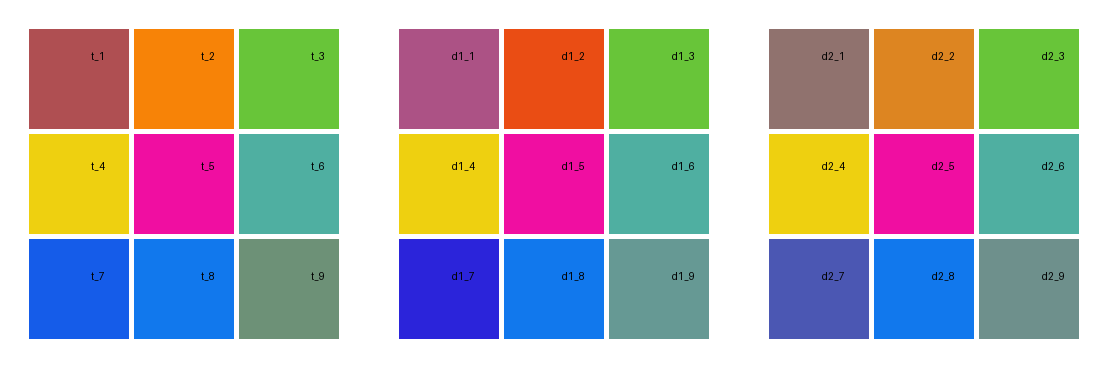 t_1 t_2 t_3 d1_1 d1_2 d1_3 d2_1 d2_2 d2_3
t_4 t_5 t_6 d1_4 d1_5 d1_6 d2_4 d2_5 d2_6
t_7 t_8 t_9 d1_7 d1_8 d1_9 d2_7 d2_8 d2_9